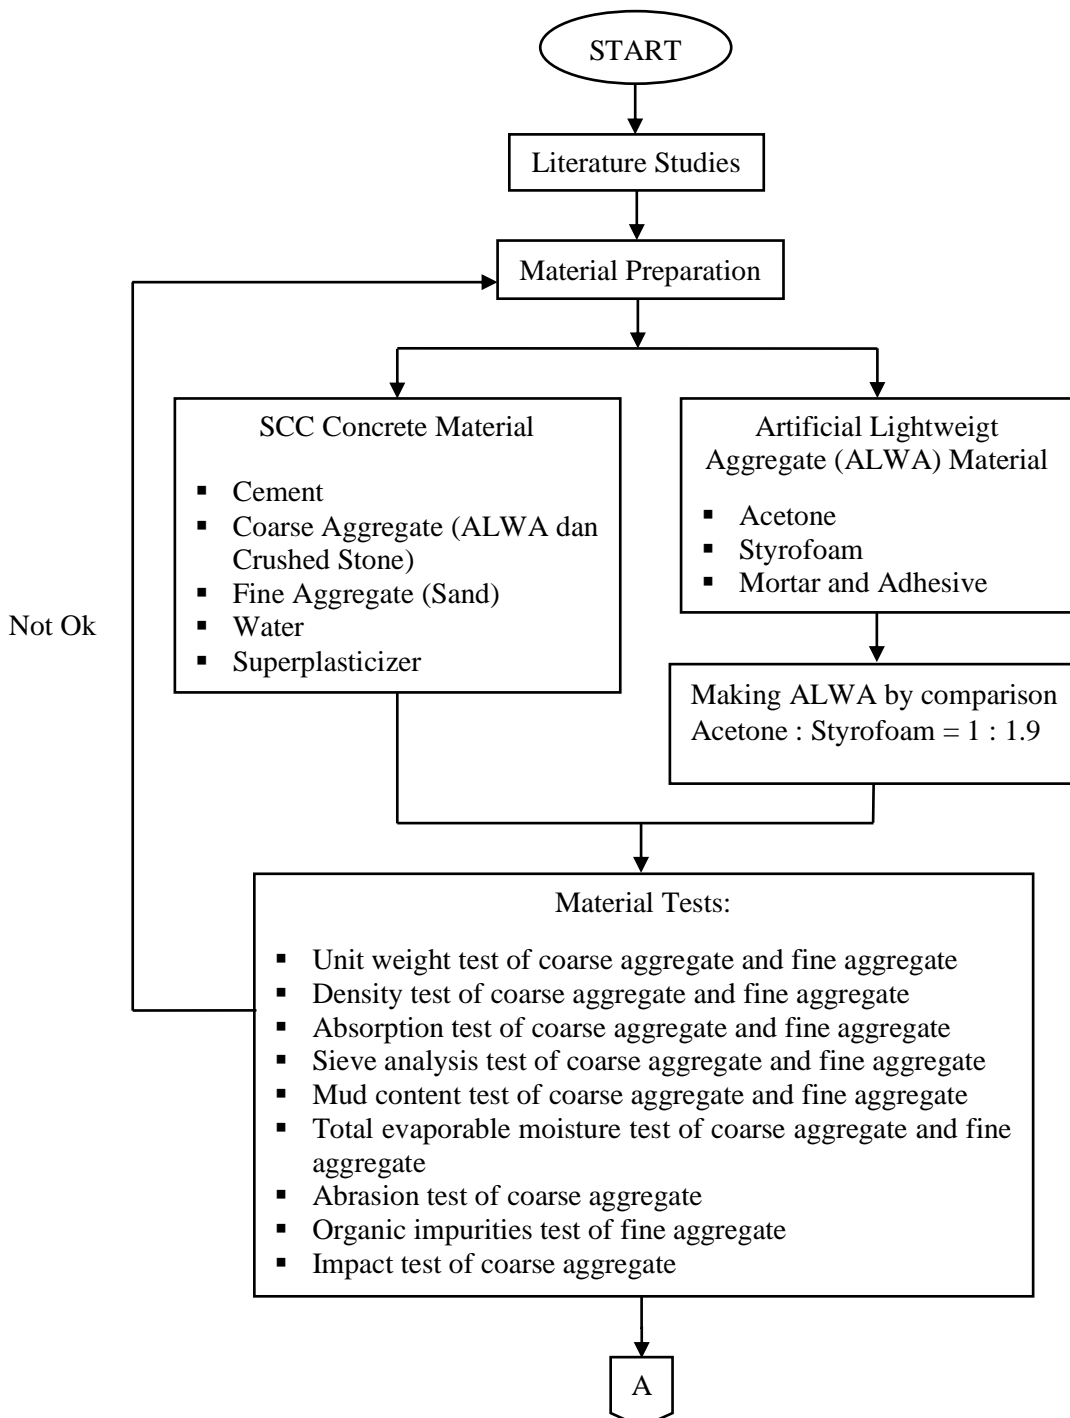 START
Literature Studies
Material Preparation
SCC Concrete Material
▪ Cement
▪ Coarse Aggregate (ALWA dan
Crushed Stone)
▪ Fine Aggregate (Sand)
▪ Water
▪ Superplasticizer
Artificial Lightweigt
Aggregate (ALWA) Material
▪ Acetone
▪ Styrofoam
▪ Mortar and Adhesive
Not Ok
Making ALWA by comparison
Acetone : Styrofoam = 1 : 1.9
Material Tests:
▪ Unit weight test of coarse aggregate and fine aggregate
▪ Density test of coarse aggregate and fine aggregate
▪ Absorption test of coarse aggregate and fine aggregate
▪ Sieve analysis test of coarse aggregate and fine aggregate
▪ Mud content test of coarse aggregate and fine aggregate
▪ Total evaporable moisture test of coarse aggregate and fine
aggregate
▪ Abrasion test of coarse aggregate
▪ Organic impurities test of fine aggregate
▪ Impact test of coarse aggregate
A